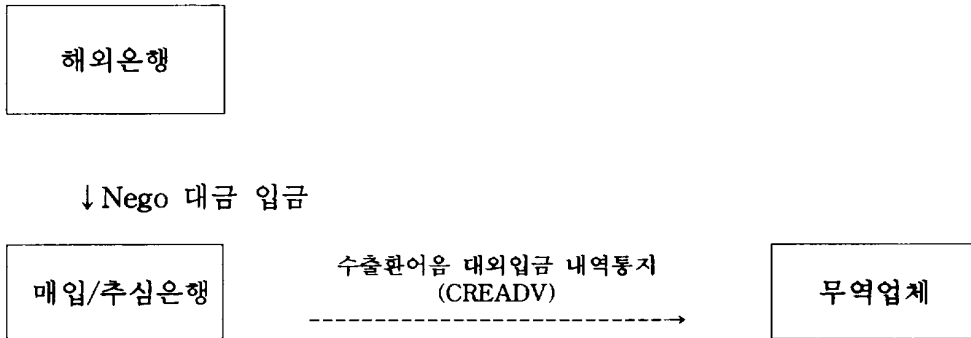 해외은행
↓Nego 대금 입금
매입/추심은행
수출환어음 대외입금 내역통지
(CREADV)
무역업체